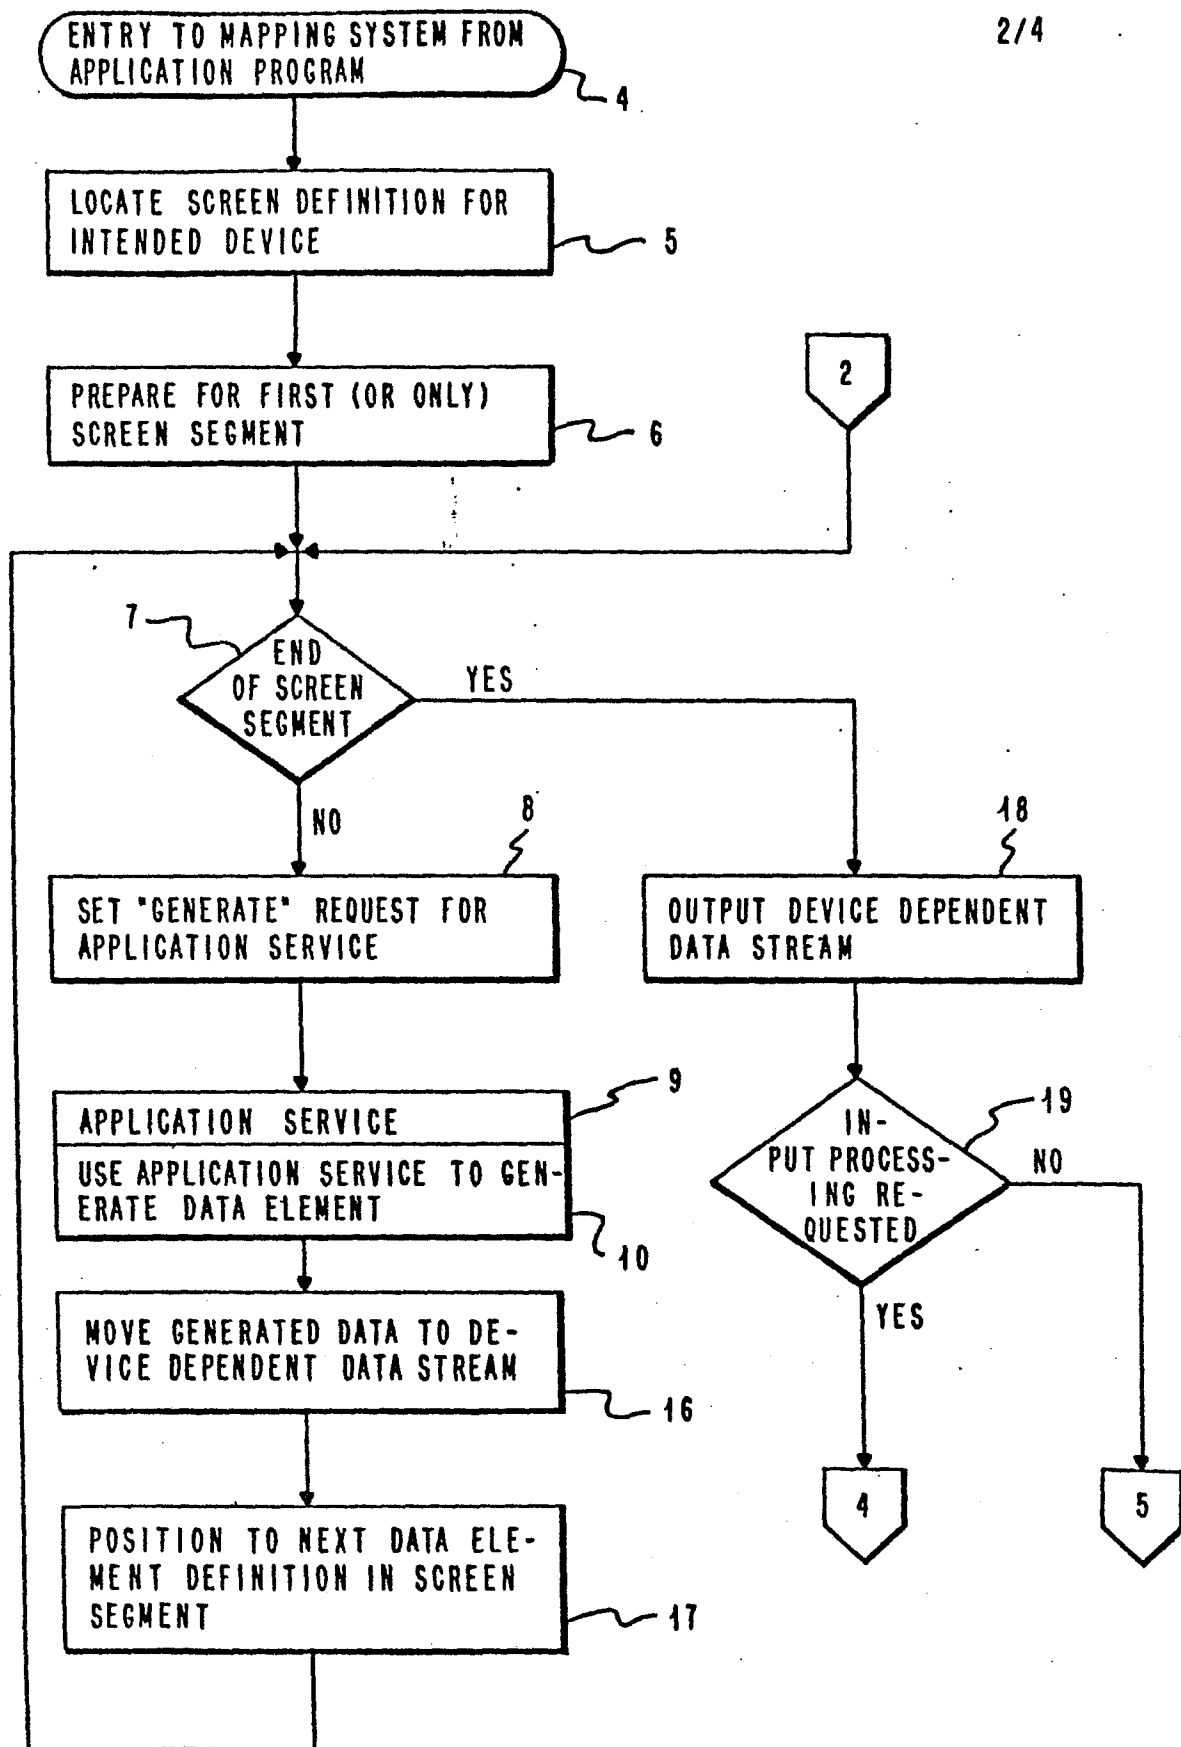 2/4
ENTRY TO MAPPING SYSTEM FROM
APPLICATION PROGRAM
4
LOCATE SCREEN DEFINITION FOR
INTENDED DEVICE
5
PREPARE FOR FIRST (OR ONLY)
SCREEN SEGMENT
6
2
7
END
OF SCREEN
SEGMENT
YES
NO
8
SET "GENERATE" REQUEST FOR
APPLICATION SERVICE
18
OUTPUT DEVICE DEPENDENT
DATA STREAM
9
APPLICATION SERVICE
USE APPLICATION SERVICE TO GEN-
ERATE DATA ELEMENT
10
19
IN-
PUT PROCESS-
ING RE-
QUESTED
NO
YES
MOVE GENERATED DATA TO DE-
VICE DEPENDENT DATA STREAM
16
4
5
POSITION TO NEXT DATA ELE-
MENT DEFINITION IN SCREEN
SEGMENT
17